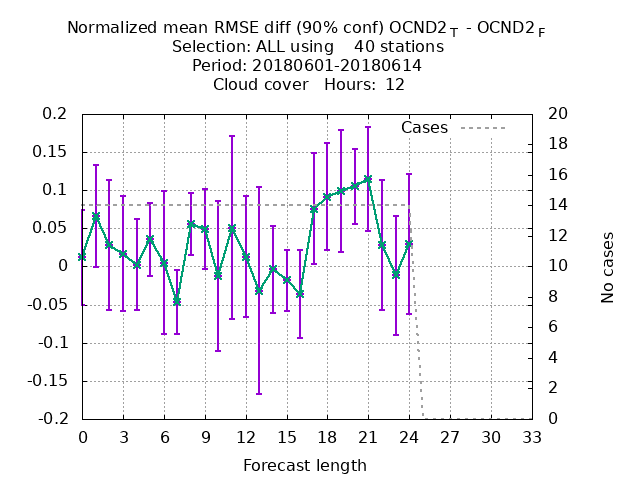 Normalized mean RMSE diff (90% conf) OCND2 T - OCND2 F
Selection: ALL using    40 stations
Period: 20180601-20180614
Cloud cover   Hours:  12
Cases
0.2
0.15
0.1
0.05
0
-0.05
-0.1
-0.15
-0.2
20
18
16
14
12
10
8
6
4
2
0
No cases
0 3 6 9 12 15 18 21 24 27 30 33
Forecast length